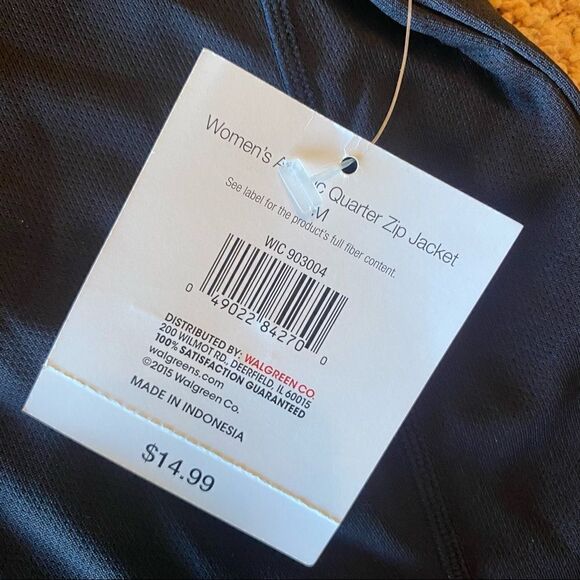 Women's Quarter Zip Jacket
M
See label for the product's full fiber content.
WIC 903004
0 49022 84270 0
DISTRIBUTED BY: WALGREEN CO.
200 WILMOT RD., DEERFIELD, IL 60015
100% SATISFACTION GUARANTEED
walgreens.com
©2015 Walgreen Co.
MADE IN INDONESIA
$14.99